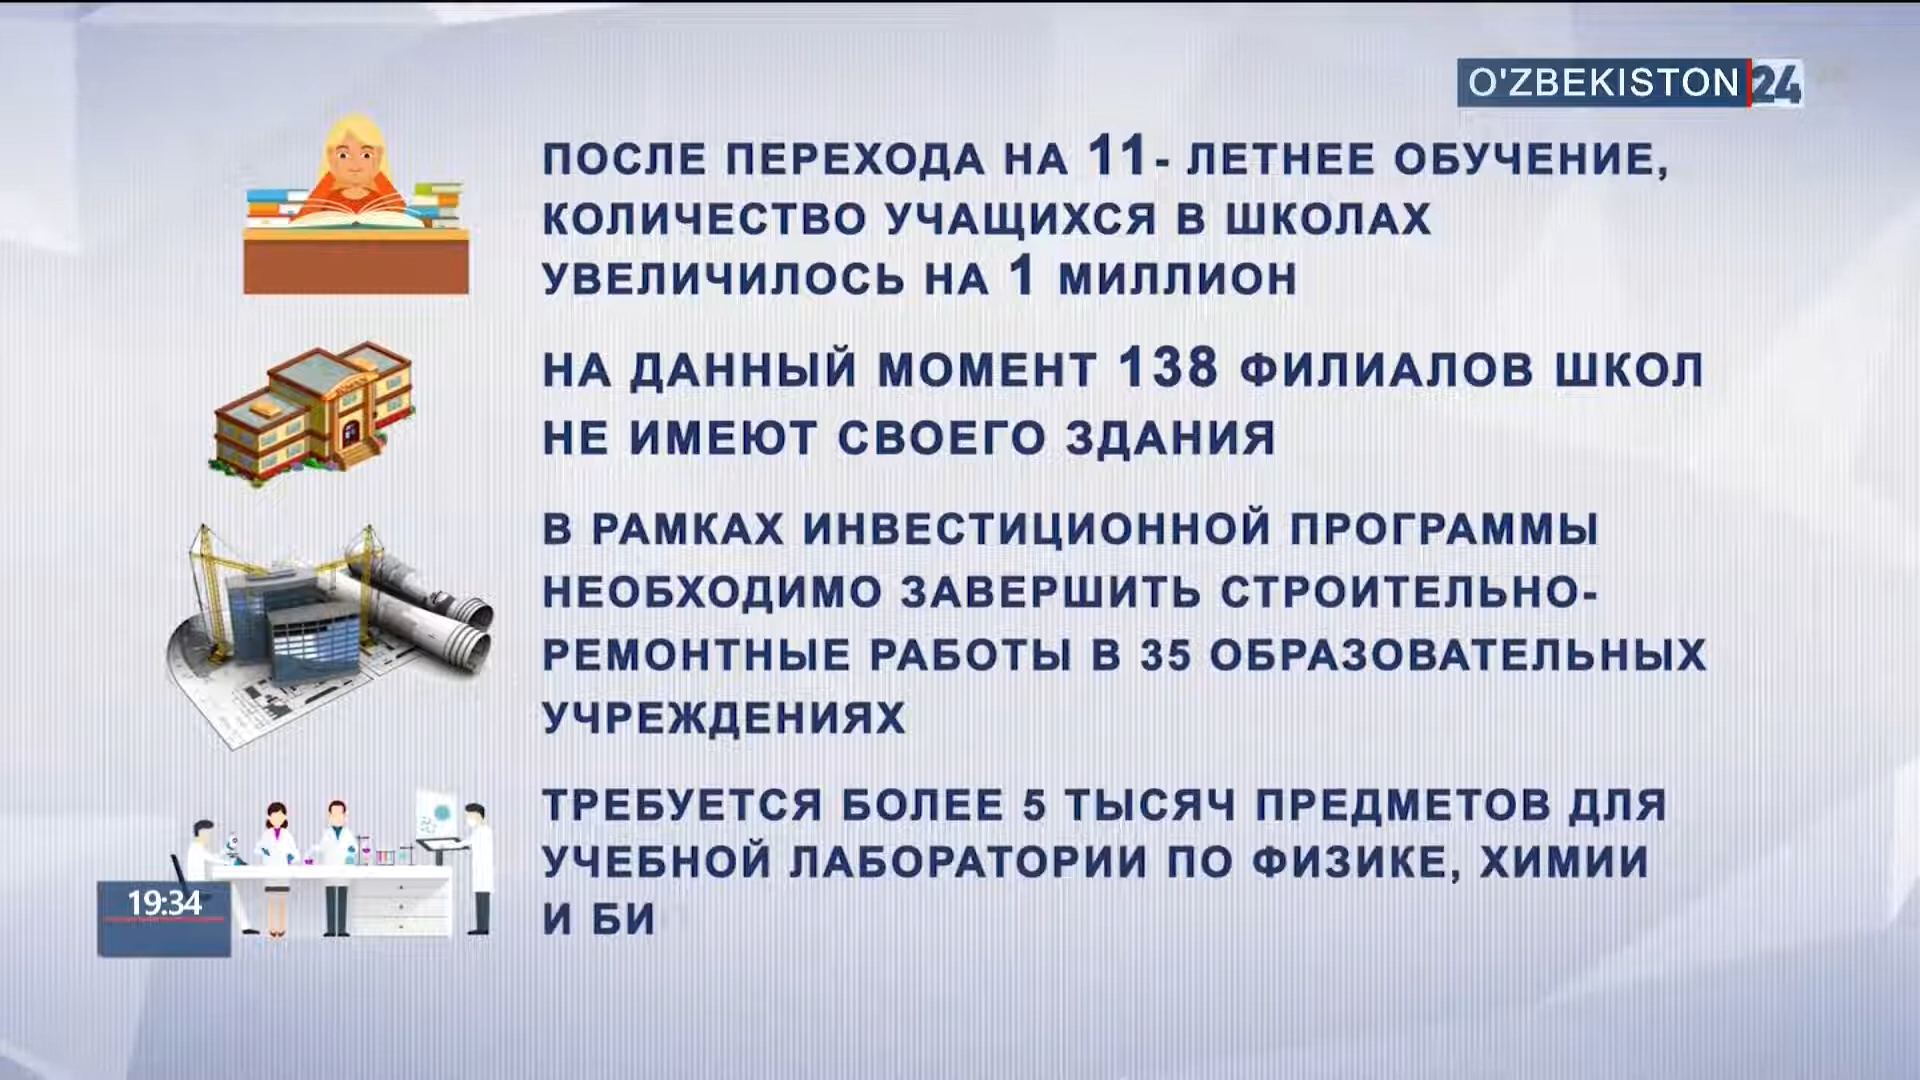 O'ZBEKISTON 24
ПОСЛЕ ПЕРЕХОДА НА 11- ЛЕТНЕЕ ОБУЧЕНИЕ,
КОЛИЧЕСТВО УЧАЩИХСЯ В ШКОЛАХ
УВЕЛИЧИЛОСЬ НА 1 МИЛЛИОН
НА ДАННЫЙ МОМЕНТ 138 ФИЛИАЛОВ ШКОЛ
НЕ ИМЕЮТ СВОЕГО ЗДАНИЯ
В РАМКАХ ИНВЕСТИЦИОННОЙ ПРОГРАММЫ
НЕОБХОДИМО ЗАВЕРШИТЬ СТРОИТЕЛЬНО-
РЕМОНТНЫЕ РАБОТЫ В 35 ОБРАЗОВАТЕЛЬНЫХ
УЧРЕЖДЕНИЯХ
ТРЕБУЕТСЯ БОЛЕЕ 5 ТЫСЯЧ ПРЕДМЕТОВ ДЛЯ
УЧЕБНОЙ ЛАБОРАТОРИИ ПО ФИЗИКЕ, ХИМИИ
И БИ
19:34